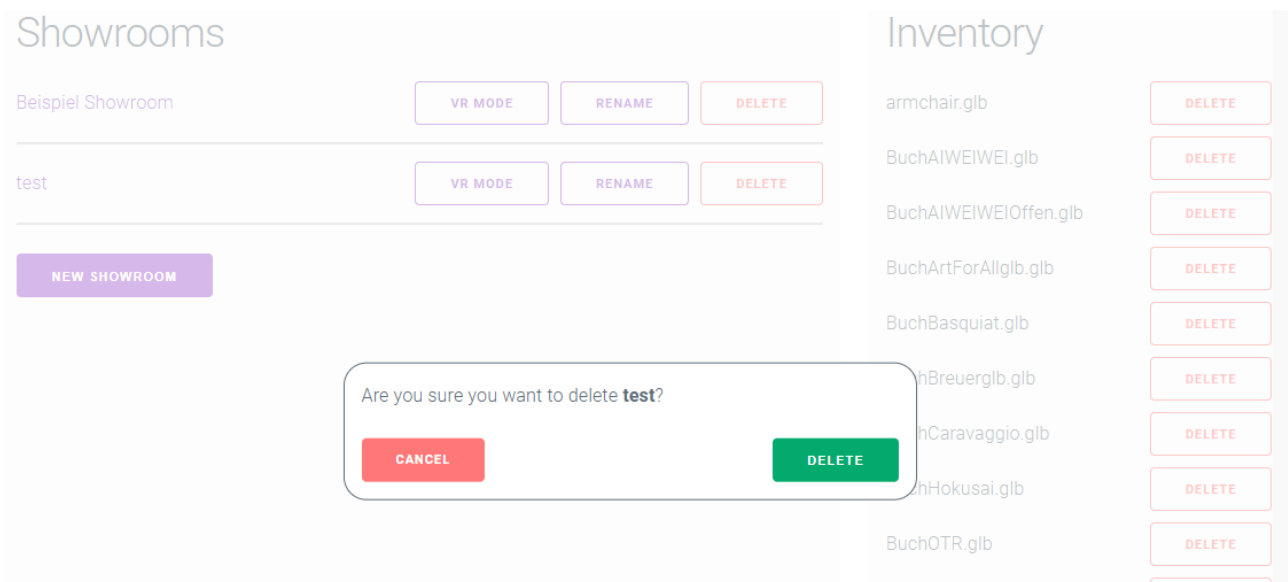 Showrooms
Beispiel Showroom VR MODE RENAME DELETE
test VR MODE RENAME DELETE
NEW SHOWROOM
Inventory
armchair.glb DELETE
BuchAIWEIWEI.glb DELETE
BuchAIWEIWEIOffen.glb DELETE
BuchArtForAllglb.glb DELETE
BuchBasquiat.glb DELETE
hBreuerglb.glb DELETE
hCaravaggio.glb DELETE
hHokusai.glb DELETE
BuchOTR.glb DELETE
Are you sure you want to delete test?
CANCEL DELETE